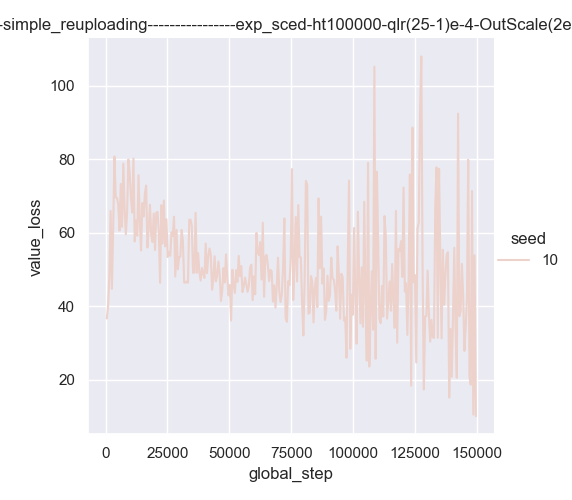 -simple_reuploading----------------exp_sced-ht100000-qlr(25-1)e-4-OutScale(2e
value_loss
100
80
60
40
20
0 25000 50000 75000 100000 125000 150000
global_step
seed
10